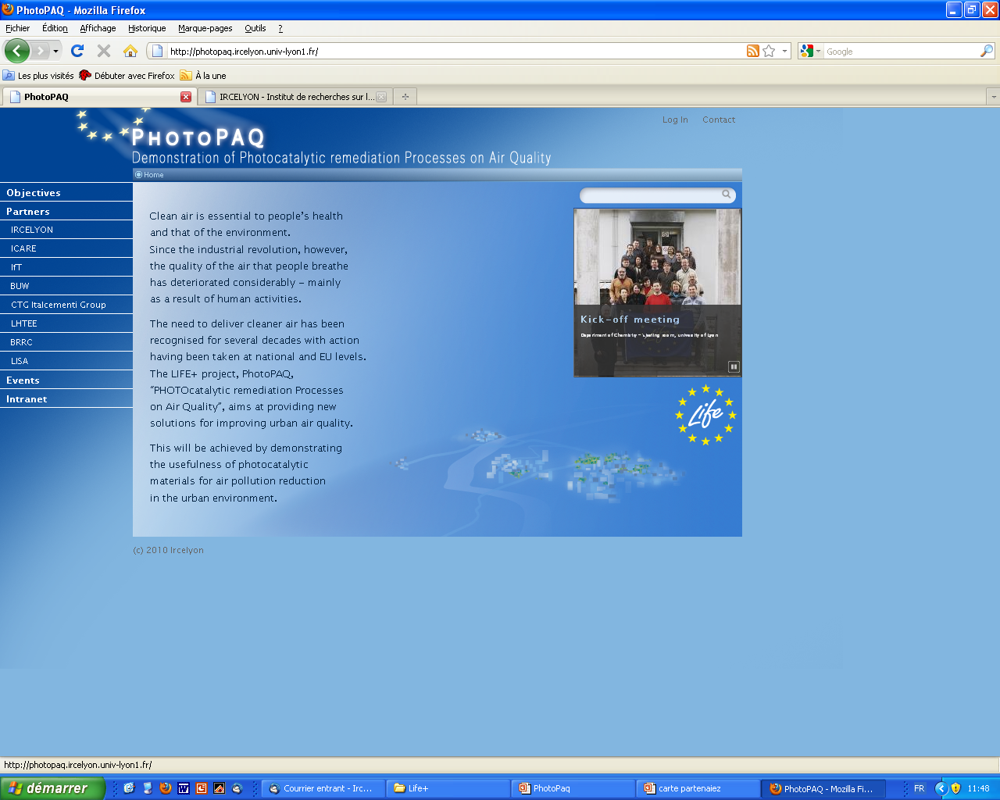 PhotoPAQ - Mozilla Firefox
Fichier Édition Affichage Historique Marque-pages Outils ?
http://photopaq.ircelyon.univ-lyon1.fr/
Google
Les plus visités Débuter avec Firefox À la une
PhotoPAQ
IRCELYON - Institut de recherches sur l...
Log In Contact
PHOTOPAQ
Demonstration of Photocatalytic remediation Processes on Air Quality
Home
Objectives
Partners
IRCELYON
ICARE
IfT
BUW
CTG Italcementi Group
LHTEE
BRRC
LISA
Events
Intranet
Clean air is essential to people's health
and that of the environment.
Since the industrial revolution, however,
the quality of the air that people breathe
has deteriorated considerably – mainly
as a result of human activities.
The need to deliver cleaner air has been
recognised for several decades with action
having been taken at national and EU levels.
The LIFE+ project, PhotoPAQ,
“PHOTOcatalytic remediation Processes
on Air Quality”, aims at providing new
solutions for improving urban air quality.
This will be achieved by demonstrating
the usefulness of photocatalytic
materials for air pollution reduction
in the urban environment.
Kick-off meeting
Department of Chemistry - Meeting room, university of Lyon
Life
(c) 2010 Ircelyon
http://photopaq.ircelyon.univ-lyon1.fr/
démarrer
Courrier entrant - Irc...
Life+
PhotoPaq
carte partenaiez
PhotoPAQ - Mozilla Fi...
FR
11:48